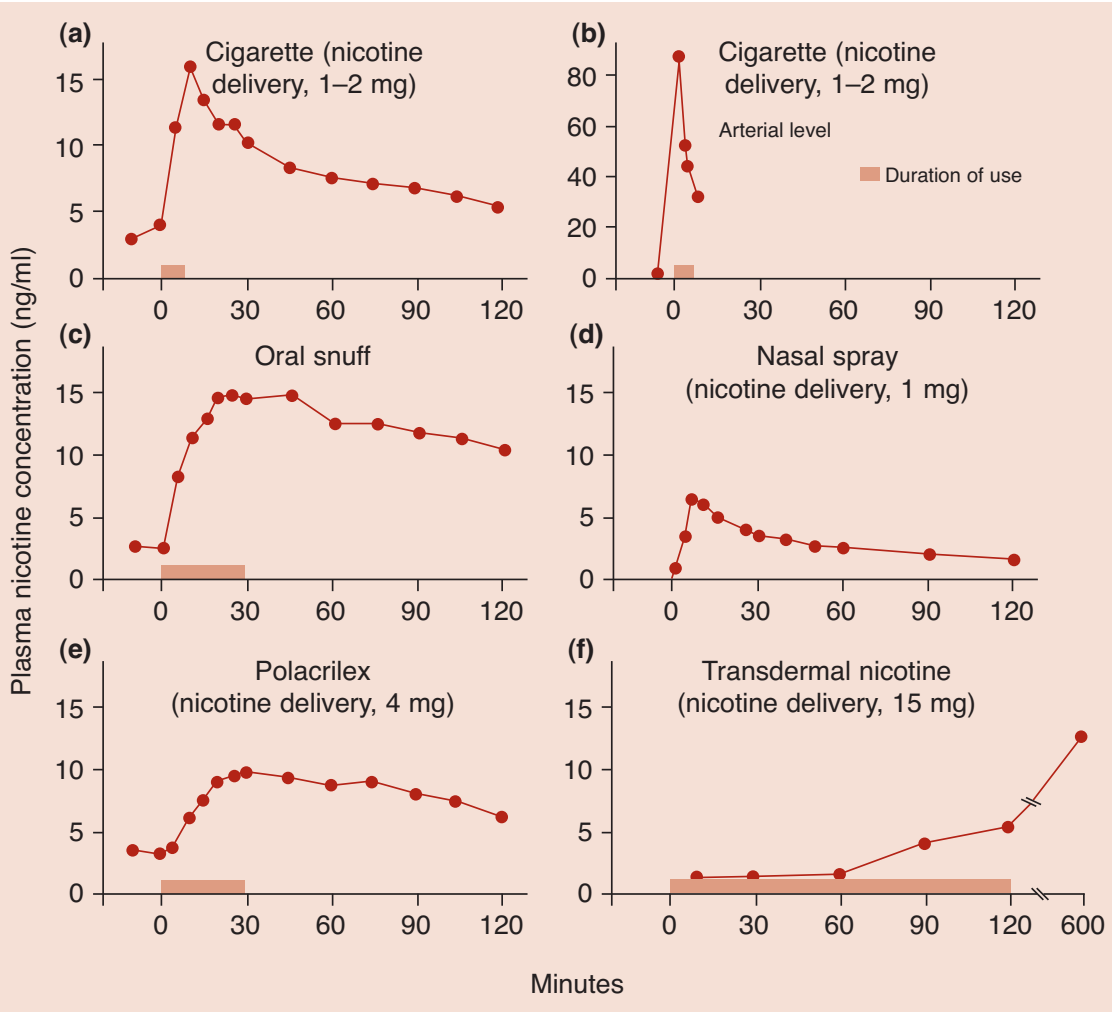 (a)
Cigarette (nicotine
delivery, 1–2 mg)
15
10
5
0
0 30 60 90 120
(b)
Cigarette (nicotine
delivery, 1–2 mg)
Arterial level
Duration of use
80
60
40
20
0
0 30 60 90 120
(c)
Oral snuff
15
10
5
0
0 30 60 90 120
(d)
Nasal spray
(nicotine delivery, 1 mg)
15
10
5
0
0 30 60 90 120
(e)
Polacrilex
(nicotine delivery, 4 mg)
15
10
5
0
0 30 60 90 120
(f)
Transdermal nicotine
(nicotine delivery, 15 mg)
15
10
5
0
0 30 60 90 120 600
Plasma nicotine concentration (ng/ml)
Minutes